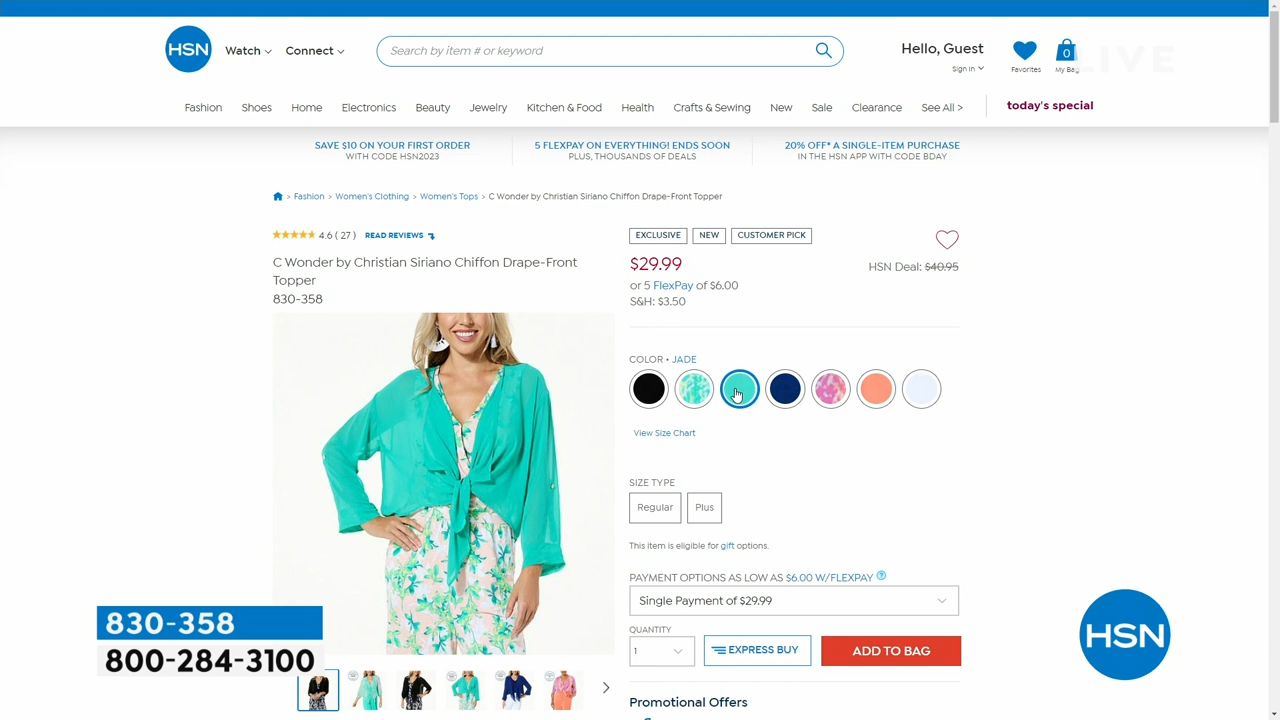 HSN
Watch
Connect
Search by item # or keyword
Hello, Guest
Sign In
Favorites
0
My Bag
LIVE
Fashion
Shoes
Home
Electronics
Beauty
Jewelry
Kitchen & Food
Health
Crafts & Sewing
New
Sale
Clearance
See All >
today's special
SAVE $10 ON YOUR FIRST ORDER
WITH CODE HSN2023
5 FLEXPAY ON EVERYTHING! ENDS SOON
PLUS, THOUSANDS OF DEALS
20% OFF* A SINGLE-ITEM PURCHASE
IN THE HSN APP WITH CODE BDAY
> Fashion > Women's Clothing > Women's Tops > C Wonder by Christian Siriano Chiffon Drape-Front Topper
4.6 ( 27 )
READ REVIEWS
C Wonder by Christian Siriano Chiffon Drape-Front
Topper
830-358
EXCLUSIVE
NEW
CUSTOMER PICK
$29.99
HSN Deal: $40.95
or 5 FlexPay of $6.00
S&H: $3.50
COLOR • JADE
View Size Chart
SIZE TYPE
Regular
Plus
This item is eligible for gift options.
PAYMENT OPTIONS AS LOW AS $6.00 W/FLEXPAY
Single Payment of $29.99
QUANTITY
1
EXPRESS BUY
ADD TO BAG
Promotional Offers
830-358
800-284-3100
HSN